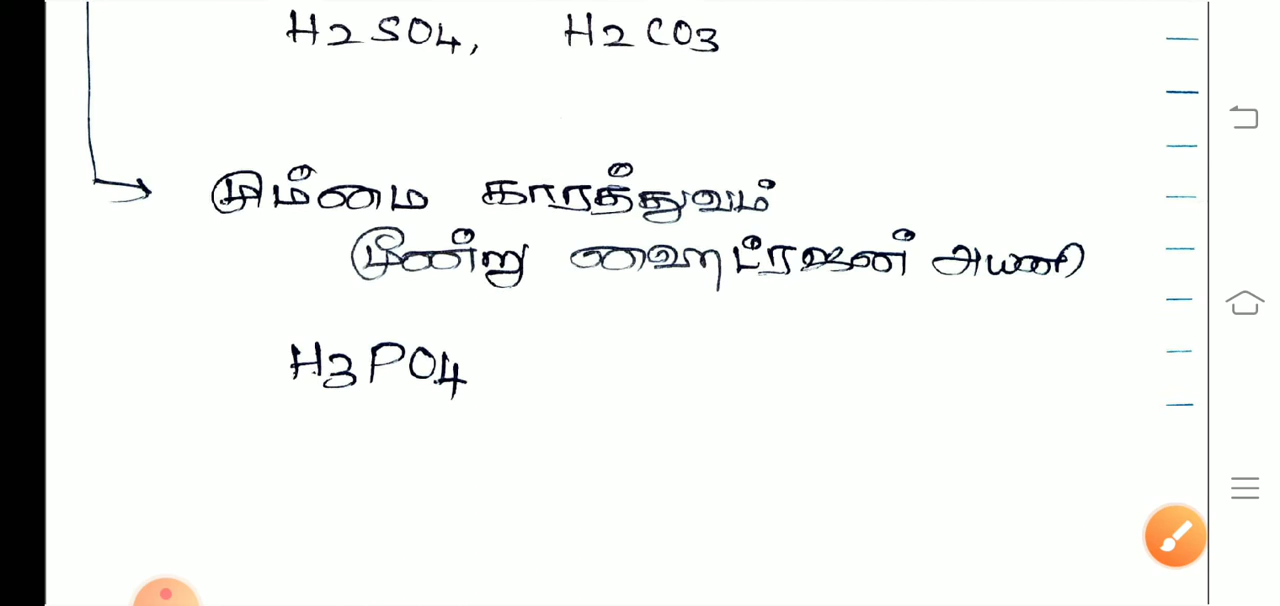 H2SO4, H2CO3
மும்மை காரத்துவம்
மூன்று ஹைட்ரஜன் அயனி
H3PO4